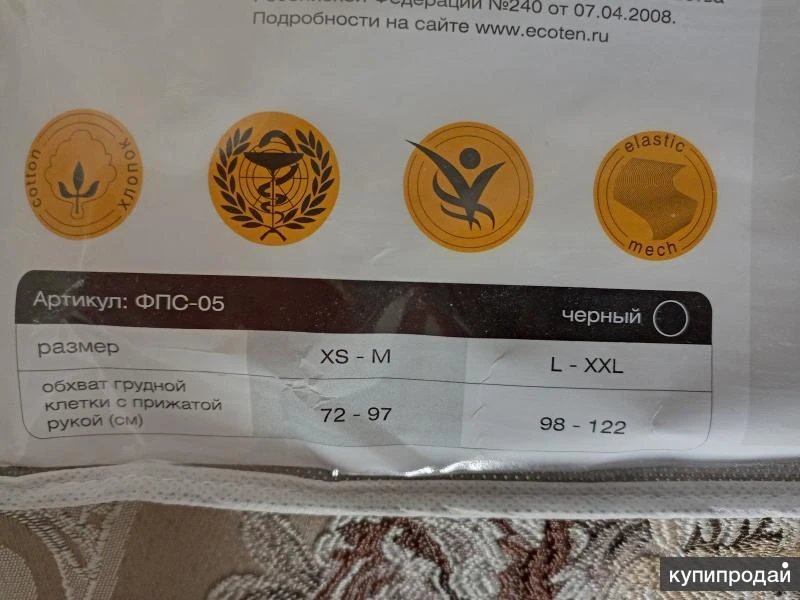 Российской Федерации №240 от 07.04.2008.
Подробности на сайте www.ecoten.ru
cotton хлопок
elastic
mech
Артикул: ФПС-05
черный
размер
XS - M
L - XXL
обхват грудной
клетки с прижатой
рукой (см)
72 - 97
98 - 122
купипродай